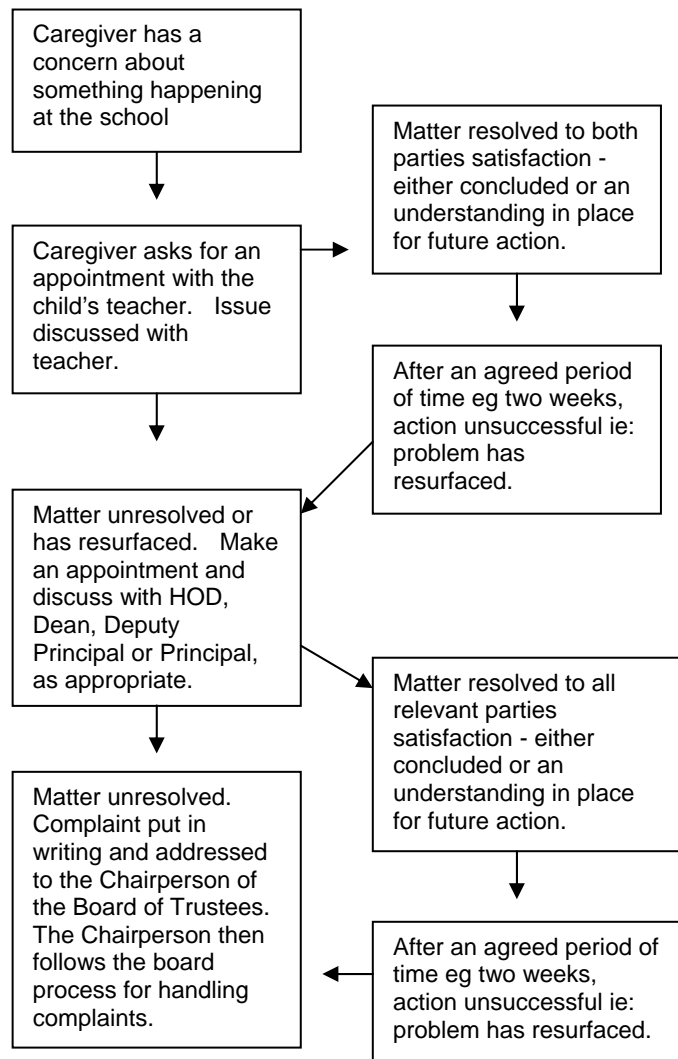 Caregiver has a
concern about
something happening
at the school
Matter resolved to both
parties satisfaction -
either concluded or an
understanding in place
for future action.
Caregiver asks for an
appointment with the
child’s teacher. Issue
discussed with
teacher.
After an agreed period
of time eg two weeks,
action unsuccessful ie:
problem has
resurfaced.
Matter unresolved or
has resurfaced. Make
an appointment and
discuss with HOD,
Dean, Deputy
Principal or Principal,
as appropriate.
Matter resolved to all
relevant parties
satisfaction - either
concluded or an
understanding in place
for future action.
Matter unresolved.
Complaint put in
writing and addressed
to the Chairperson of
the Board of Trustees.
The Chairperson then
follows the board
process for handling
complaints.
After an agreed period of
time eg two weeks,
action unsuccessful ie:
problem has resurfaced.